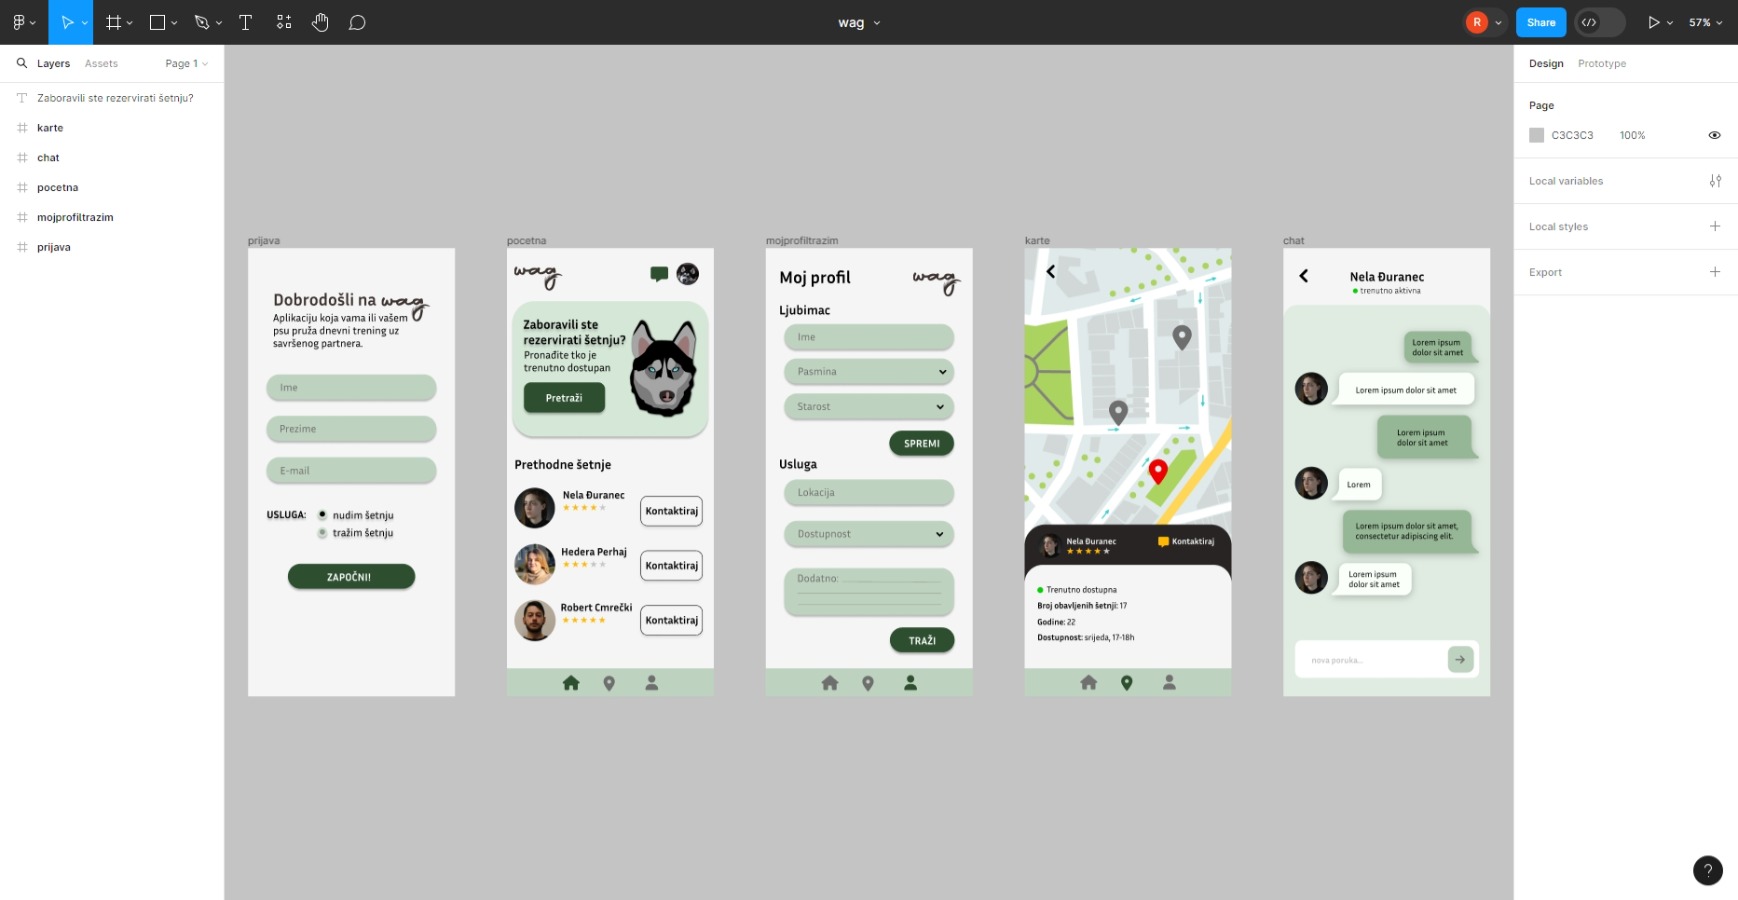 wag
R
Share
57%
Layers
Assets
Page 1
Zaboravili ste rezervirati šetnju?
karte
chat
pocetna
mojprofiltrazim
prijava
Design
Prototype
Page
C3C3C3
100%
Local variables
Local styles
Export
?
prijava
Dobrodošli na wag
Aplikaciju koja vama ili vašem
psu pruža dnevni trening uz
savršenog partnera.
Ime
Prezime
E-mail
USLUGA:
nudim šetnju
tražim šetnju
ZAPOČNI!
pocetna
wag
Zaboravili ste
rezervirati šetnju?
Pronađite tko je
trenutno dostupan
Pretraži
Prethodne šetnje
Nela Đuranec
Kontaktiraj
Hedera Perhaj
Kontaktiraj
Robert Cmrečki
Kontaktiraj
mojprofiltrazim
Moj profil
wag
Ljubimac
Ime
Pasmina
Starost
SPREMI
Usluga
Lokacija
Dostupnost
Dodatno:
TRAŽI
karte
Nela Đuranec
Kontaktiraj
Trenutno dostupna
Broj obavljenih šetnji: 17
Godine: 22
Dostupnost: srijeda, 17-18h
chat
Nela Đuranec
trenutno aktivna
Lorem ipsum
dolor sit amet
Lorem ipsum dolor sit amet
Lorem ipsum
dolor sit amet
Lorem
Lorem ipsum dolor sit amet,
consectetur adipiscing elit.
Lorem ipsum
dolor sit amet
nova poruka...